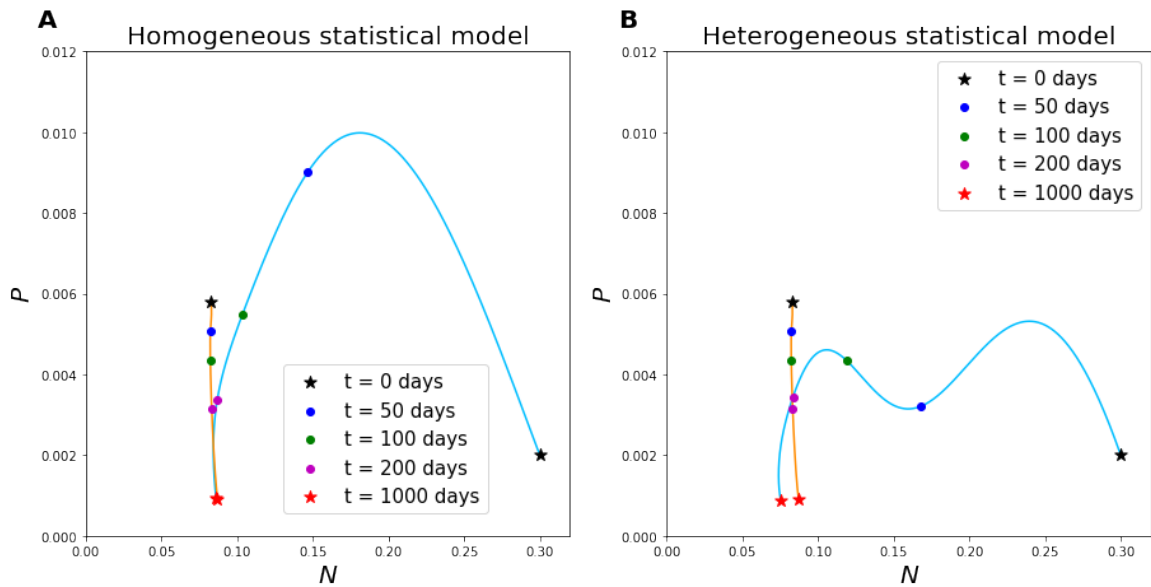 A
Homogeneous statistical model
0.012
0.010
0.008
0.006
0.004
0.002
0.000
P
0.00 0.05 0.10 0.15 0.20 0.25 0.30
N
t = 0 days
t = 50 days
t = 100 days
t = 200 days
t = 1000 days
B
Heterogeneous statistical model
0.012
0.010
0.008
0.006
0.004
0.002
0.000
P
0.00 0.05 0.10 0.15 0.20 0.25 0.30
N
t = 0 days
t = 50 days
t = 100 days
t = 200 days
t = 1000 days